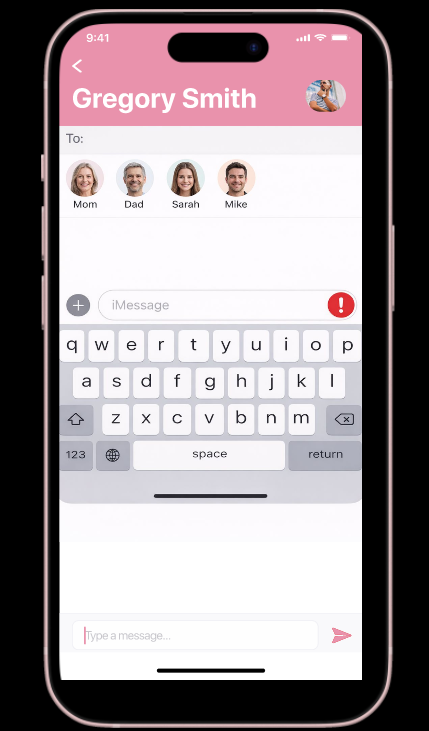 9:41
Gregory Smith
To:
Mom Dad Sarah Mike
iMessage
q w e r t y u i o p
a s d f g h j k l
z x c v b n m
123 space return
Type a message...